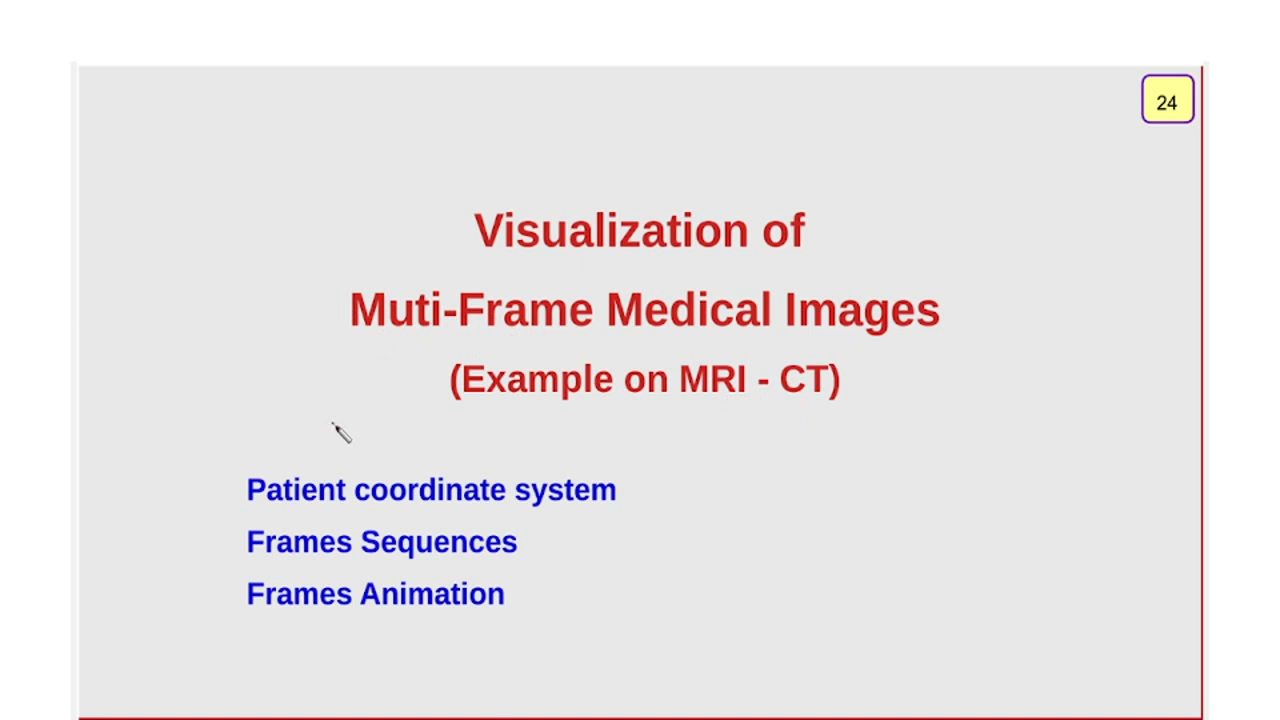 24
Visualization of
Muti-Frame Medical Images
(Example on MRI - CT)
Patient coordinate system
Frames Sequences
Frames Animation